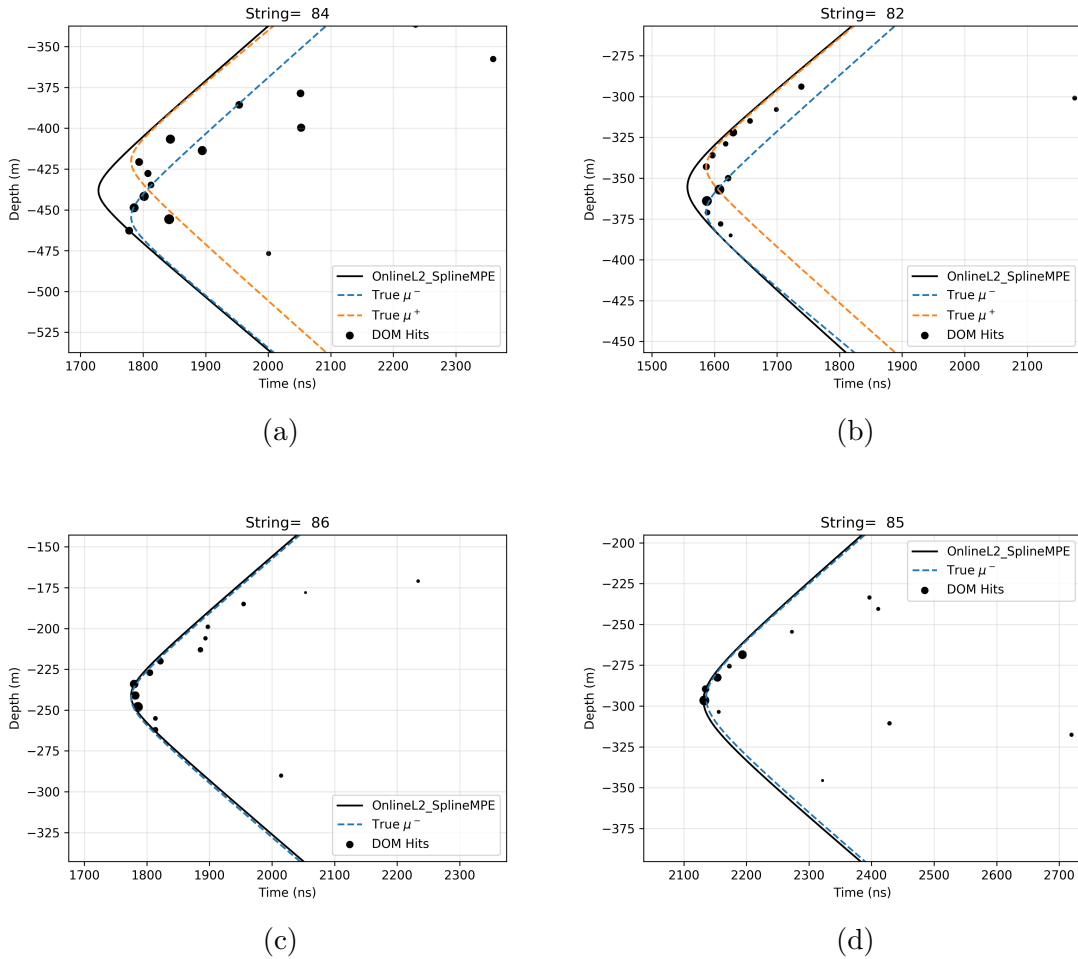 String= 84
−350
−375
−400
−425
−450
−475
−500
−525
Depth (m)
1700 1800 1900 2000 2100 2200 2300
Time (ns)
OnlineL2_SplineMPE
True μ⁻
True μ⁺
DOM Hits
(a)
String= 82
−275
−300
−325
−350
−375
−400
−425
−450
Depth (m)
1500 1600 1700 1800 1900 2000 2100
Time (ns)
OnlineL2_SplineMPE
True μ⁻
True μ⁺
DOM Hits
(b)
String= 86
−150
−175
−200
−225
−250
−275
−300
−325
Depth (m)
1700 1800 1900 2000 2100 2200 2300
Time (ns)
OnlineL2_SplineMPE
True μ⁻
DOM Hits
(c)
String= 85
−200
−225
−250
−275
−300
−325
−350
−375
Depth (m)
2100 2200 2300 2400 2500 2600 2700
Time (ns)
OnlineL2_SplineMPE
True μ⁻
DOM Hits
(d)